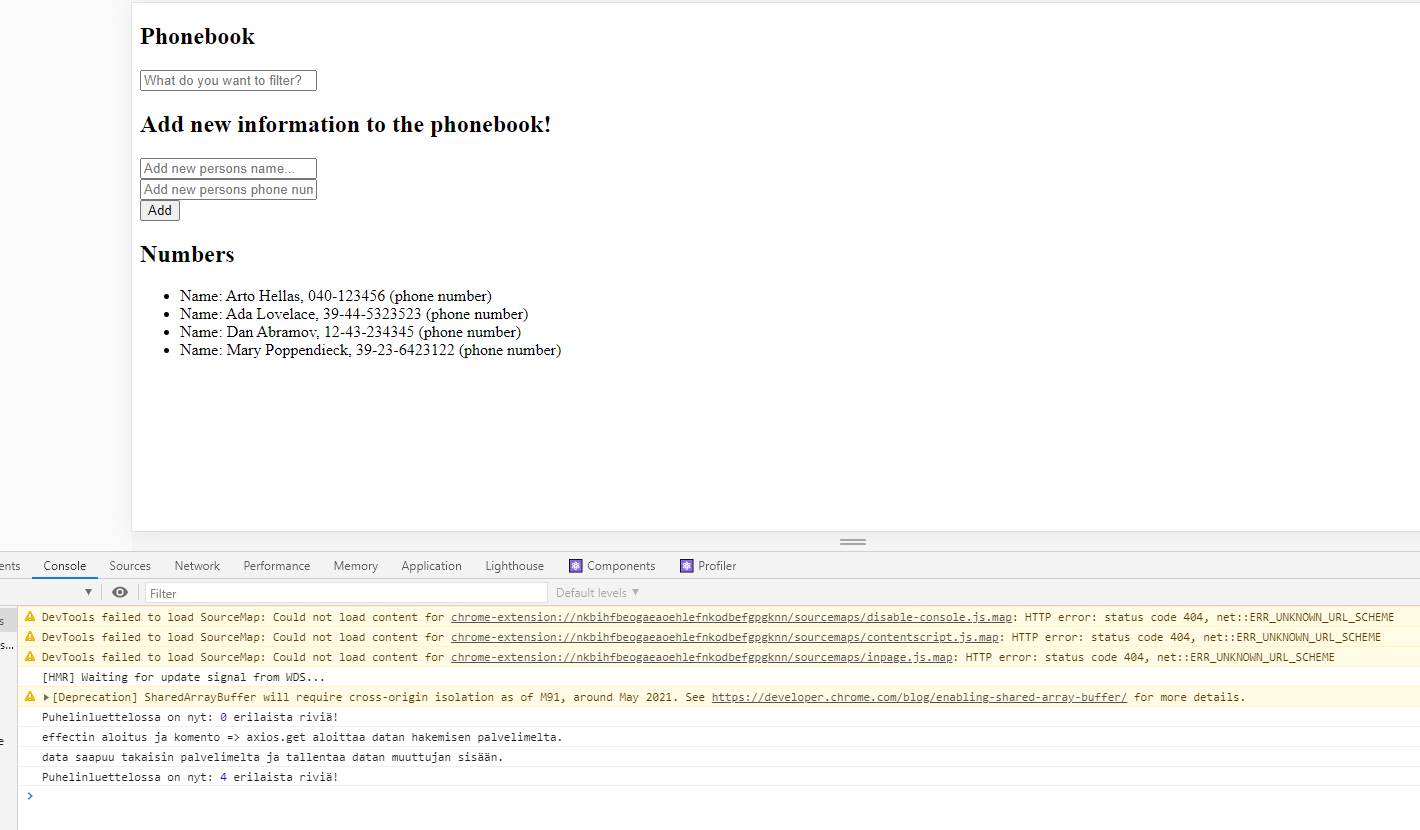 Phonebook
What do you want to filter?
Add new information to the phonebook!
Add new persons name...
Add new persons phone num
Add
Numbers
Name: Arto Hellas, 040-123456 (phone number)
Name: Ada Lovelace, 39-44-5323523 (phone number)
Name: Dan Abramov, 12-43-234345 (phone number)
Name: Mary Poppendieck, 39-23-6423122 (phone number)
ents Console Sources Network Performance Memory Application Lighthouse Components Profiler
Filter Default levels ▼
s
DevTools failed to load SourceMap: Could not load content for chrome-extension://nkbihfbeogaeaoehlefnkodbefgpgknn/sourcemaps/disable-console.js.map: HTTP error: status code 404, net::ERR_UNKNOWN_URL_SCHEME
s...
DevTools failed to load SourceMap: Could not load content for chrome-extension://nkbihfbeogaeaoehlefnkodbefgpgknn/sourcemaps/contentscript.js.map: HTTP error: status code 404, net::ERR_UNKNOWN_URL_SCHEME
DevTools failed to load SourceMap: Could not load content for chrome-extension://nkbihfbeogaeaoehlefnkodbefgpgknn/sourcemaps/inpage.js.map: HTTP error: status code 404, net::ERR_UNKNOWN_URL_SCHEME
[HMR] Waiting for update signal from WDS...
[Deprecation] SharedArrayBuffer will require cross-origin isolation as of M91, around May 2021. See https://developer.chrome.com/blog/enabling-shared-array-buffer/ for more details.
Puhelinluettelossa on nyt: 0 erilaista riviä!
e
effectin aloitus ja komento => axios.get aloittaa datan hakemisen palvelimelta.
data saapuu takaisin palvelimelta ja tallentaa datan muuttujan sisään.
Puhelinluettelossa on nyt: 4 erilaista riviä!